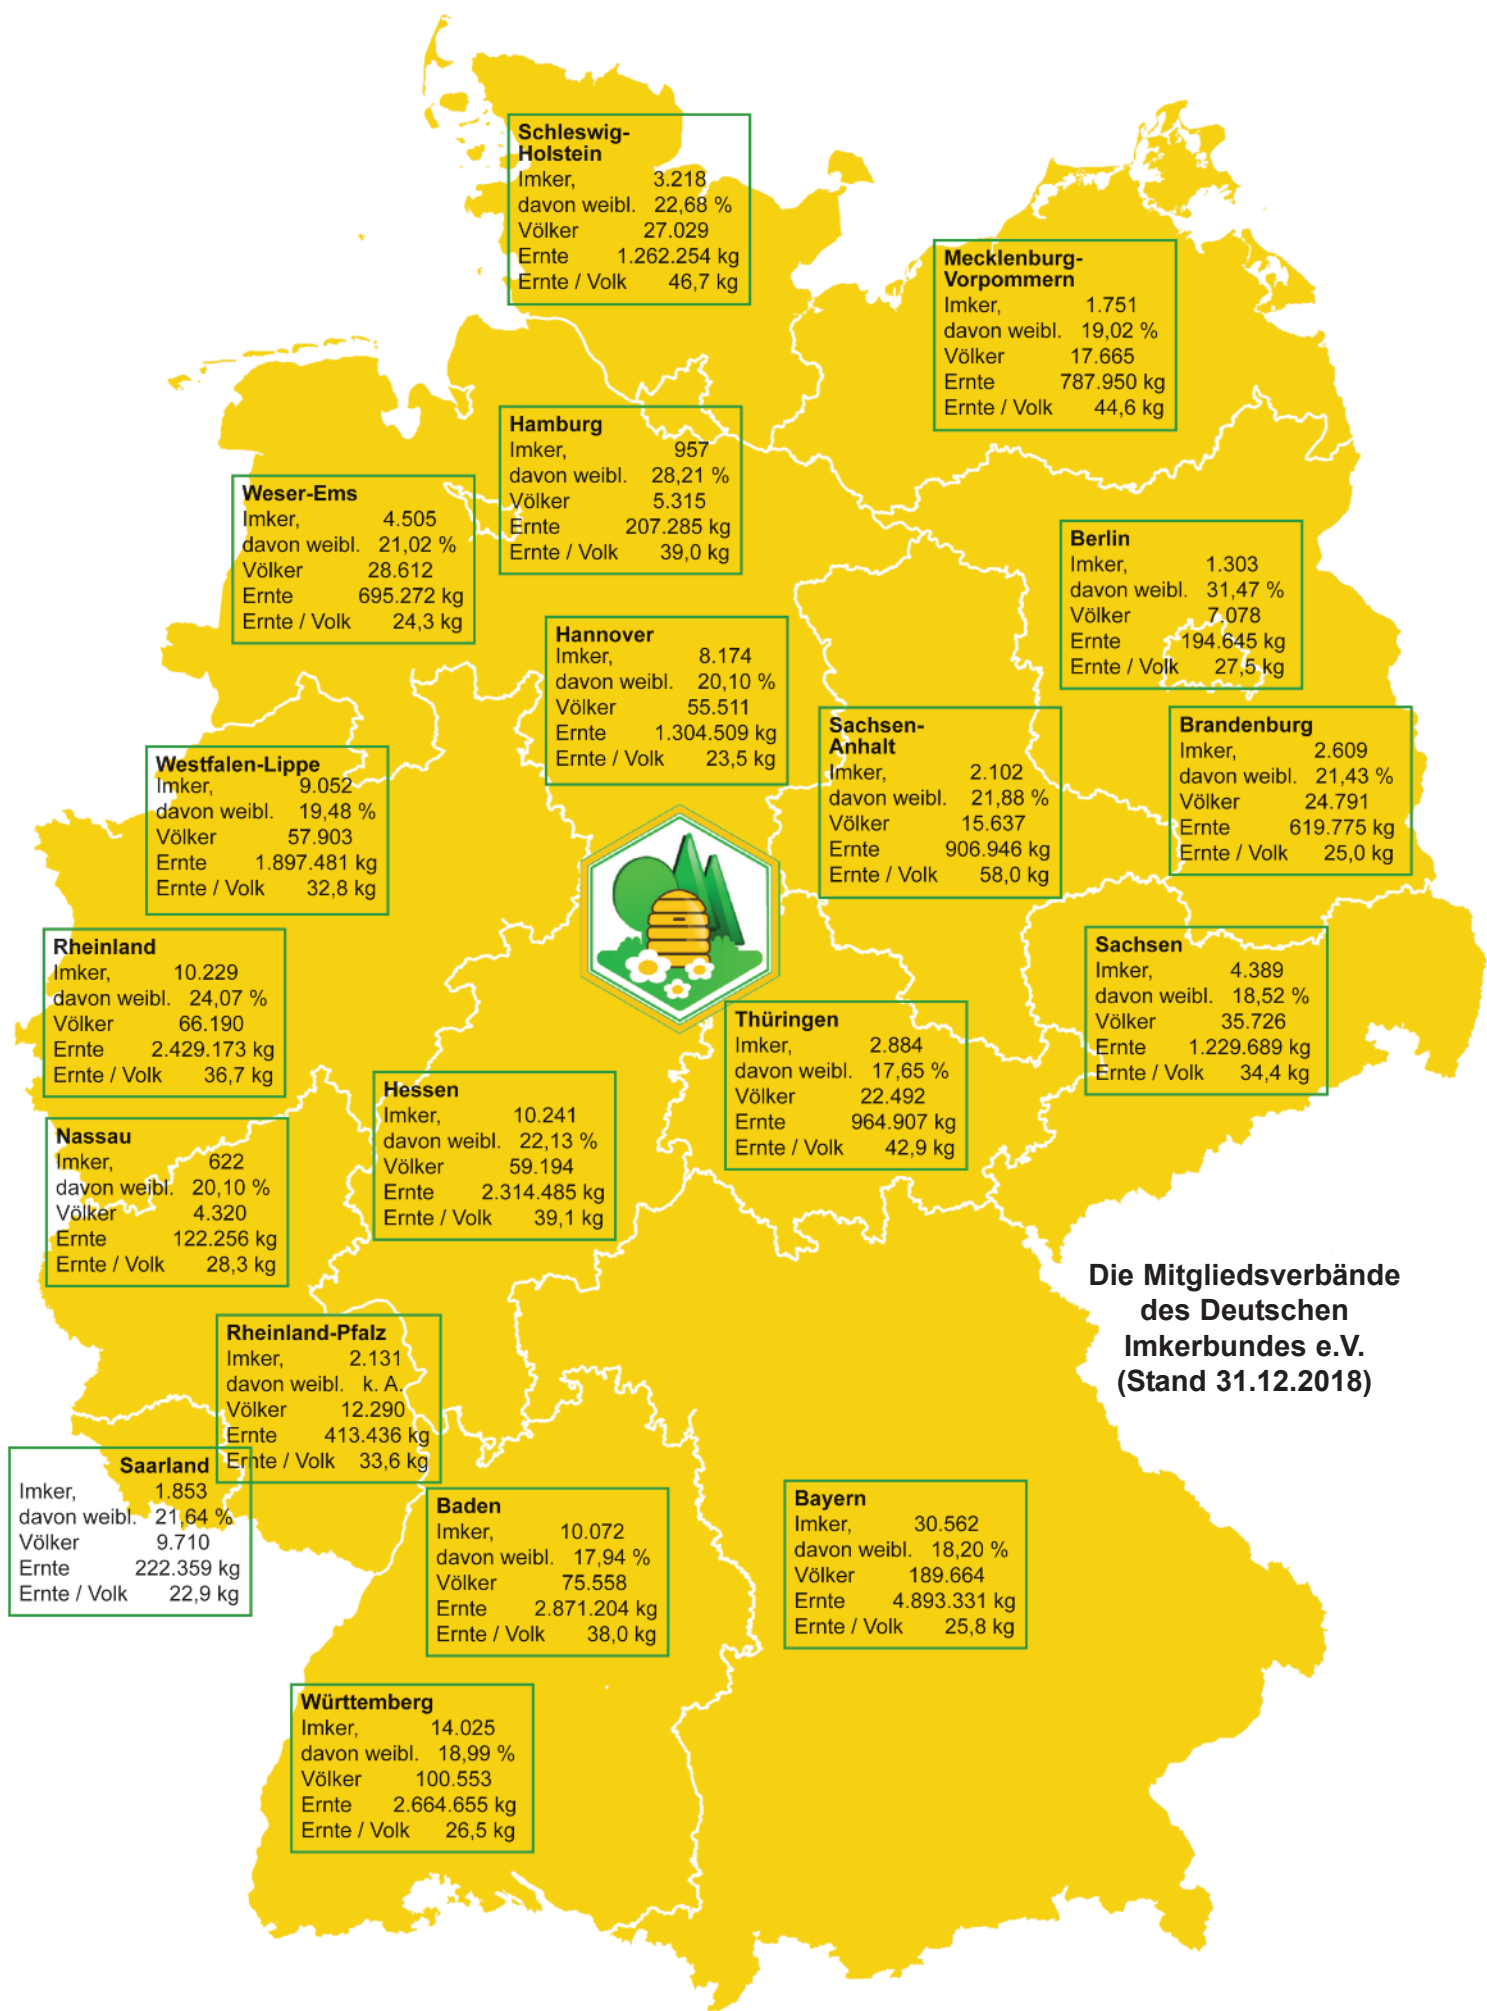 Schleswig-
Holstein
Imker, 3.218
davon weibl. 22,68 %
Völker 27.029
Ernte 1.262.254 kg
Ernte / Volk 46,7 kg
Mecklenburg-
Vorpommern
Imker, 1.751
davon weibl. 19,02 %
Völker 17.665
Ernte 787.950 kg
Ernte / Volk 44,6 kg
Hamburg
Imker, 957
davon weibl. 28,21 %
Völker 5.315
Ernte 207.285 kg
Ernte / Volk 39,0 kg
Weser-Ems
Imker, 4.505
davon weibl. 21,02 %
Völker 28.612
Ernte 695.272 kg
Ernte / Volk 24,3 kg
Berlin
Imker, 1.303
davon weibl. 31,47 %
Völker 7.078
Ernte 194.645 kg
Ernte / Volk 27,5 kg
Hannover
Imker, 8.174
davon weibl. 20,10 %
Völker 55.511
Ernte 1.304.509 kg
Ernte / Volk 23,5 kg
Sachsen-
Anhalt
Imker, 2.102
davon weibl. 21,88 %
Völker 15.637
Ernte 906.946 kg
Ernte / Volk 58,0 kg
Brandenburg
Imker, 2.609
davon weibl. 21,43 %
Völker 24.791
Ernte 619.775 kg
Ernte / Volk 25,0 kg
Westfalen-Lippe
Imker, 9.052
davon weibl. 19,48 %
Völker 57.903
Ernte 1.897.481 kg
Ernte / Volk 32,8 kg
Rheinland
Imker, 10.229
davon weibl. 24,07 %
Völker 66.190
Ernte 2.429.173 kg
Ernte / Volk 36,7 kg
Sachsen
Imker, 4.389
davon weibl. 18,52 %
Völker 35.726
Ernte 1.229.689 kg
Ernte / Volk 34,4 kg
Thüringen
Imker, 2.884
davon weibl. 17,65 %
Völker 22.492
Ernte 964.907 kg
Ernte / Volk 42,9 kg
Hessen
Imker, 10.241
davon weibl. 22,13 %
Völker 59.194
Ernte 2.314.485 kg
Ernte / Volk 39,1 kg
Nassau
Imker, 622
davon weibl. 20,10 %
Völker 4.320
Ernte 122.256 kg
Ernte / Volk 28,3 kg
Die Mitgliedsverbände
des Deutschen
Imkerbundes e.V.
(Stand 31.12.2018)
Rheinland-Pfalz
Imker, 2.131
davon weibl. k. A.
Völker 12.290
Ernte 413.436 kg
Ernte / Volk 33,6 kg
Saarland
Imker, 1.853
davon weibl. 21,64 %
Völker 9.710
Ernte 222.359 kg
Ernte / Volk 22,9 kg
Baden
Imker, 10.072
davon weibl. 17,94 %
Völker 75.558
Ernte 2.871.204 kg
Ernte / Volk 38,0 kg
Bayern
Imker, 30.562
davon weibl. 18,20 %
Völker 189.664
Ernte 4.893.331 kg
Ernte / Volk 25,8 kg
Württemberg
Imker, 14.025
davon weibl. 18,99 %
Völker 100.553
Ernte 2.664.655 kg
Ernte / Volk 26,5 kg